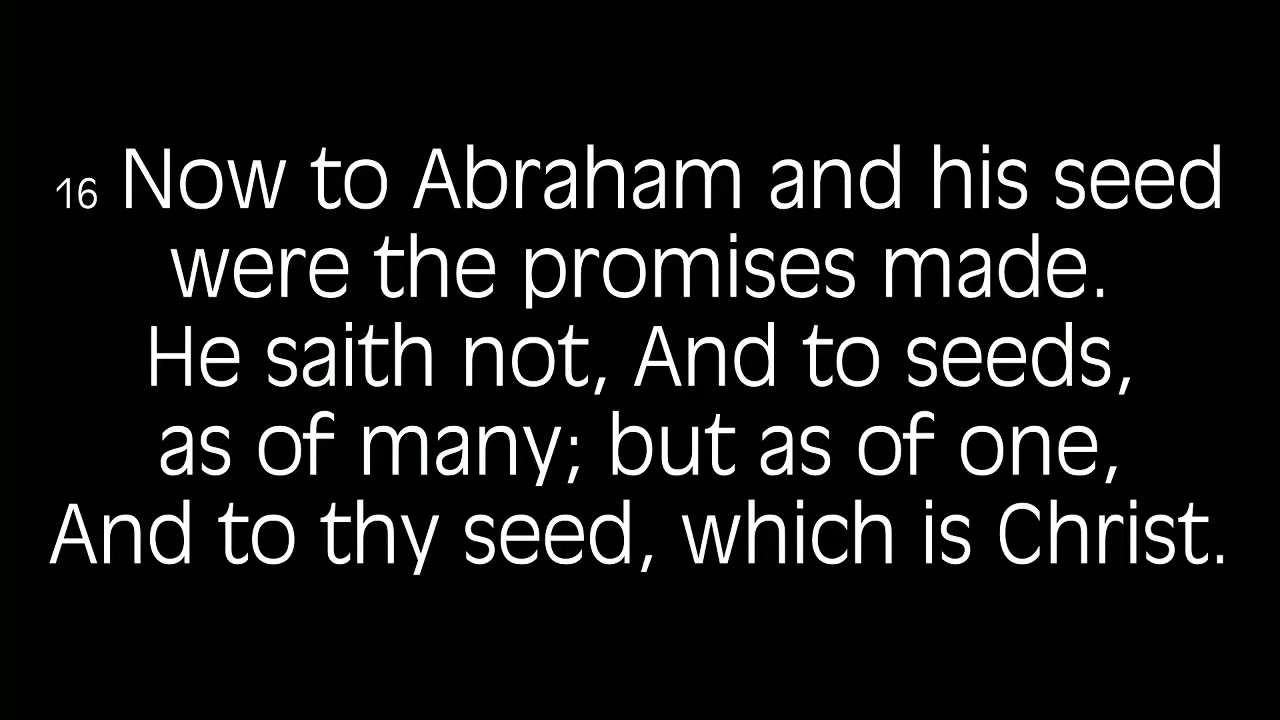 16 Now to Abraham and his seed
were the promises made.
He saith not, And to seeds,
as of many; but as of one,
And to thy seed, which is Christ.